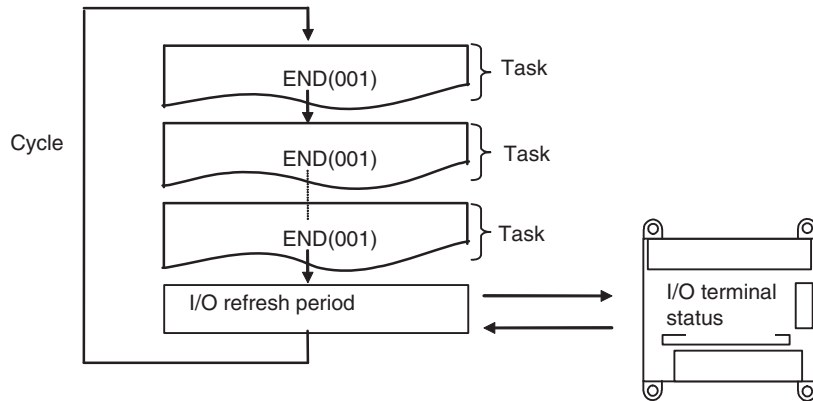 END(001)
Task
Cycle
END(001)
Task
END(001)
Task
I/O refresh period
I/O terminal
status